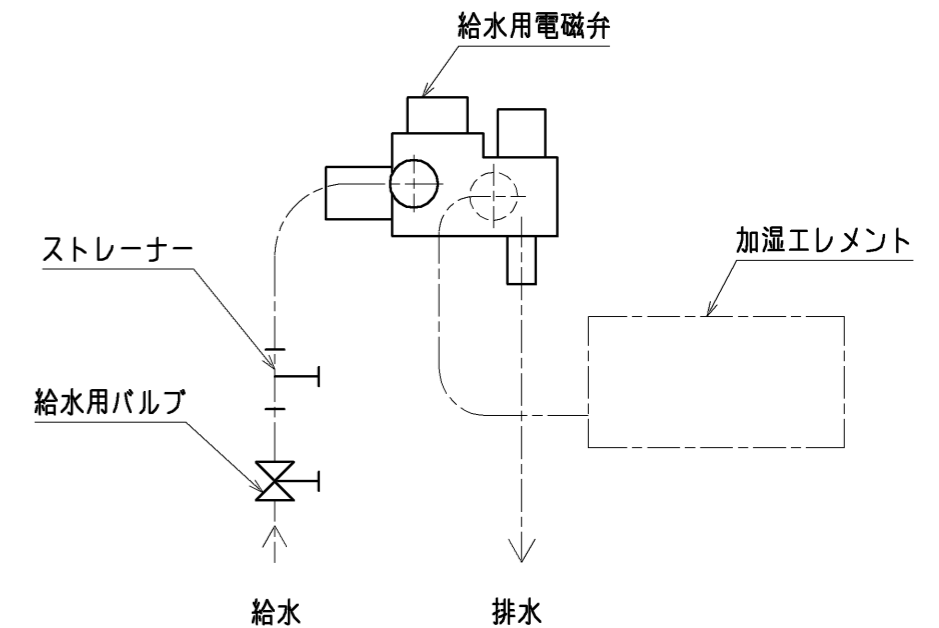 給水用電磁弁
加湿エレメント
ストレーナー
給水用バルブ
給水
排水